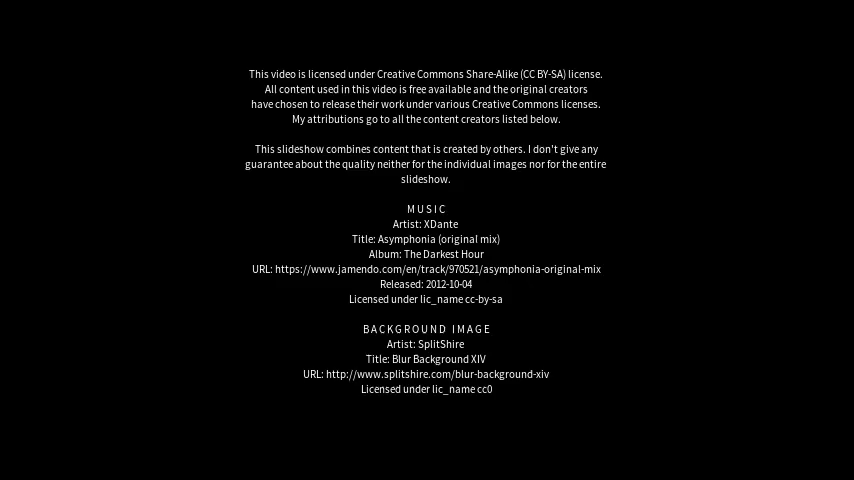 This video is licensed under Creative Commons Share-Alike (CC BY-SA) license.
All content used in this video is free available and the original creators
have chosen to release their work under various Creative Commons licenses.
My attributions go to all the content creators listed below.
This slideshow combines content that is created by others. I don't give any
guarantee about the quality neither for the individual images nor for the entire
slideshow.
MUSIC
Artist: XDante
Title: Asymphonia (original mix)
Album: The Darkest Hour
URL: https://www.jamendo.com/en/track/970521/asymphonia-original-mix
Released: 2012-10-04
Licensed under lic_name cc-by-sa
BACKGROUND IMAGE
Artist: SplitShire
Title: Blur Background XIV
URL: http://www.splitshire.com/blur-background-xiv
Licensed under lic_name cc0